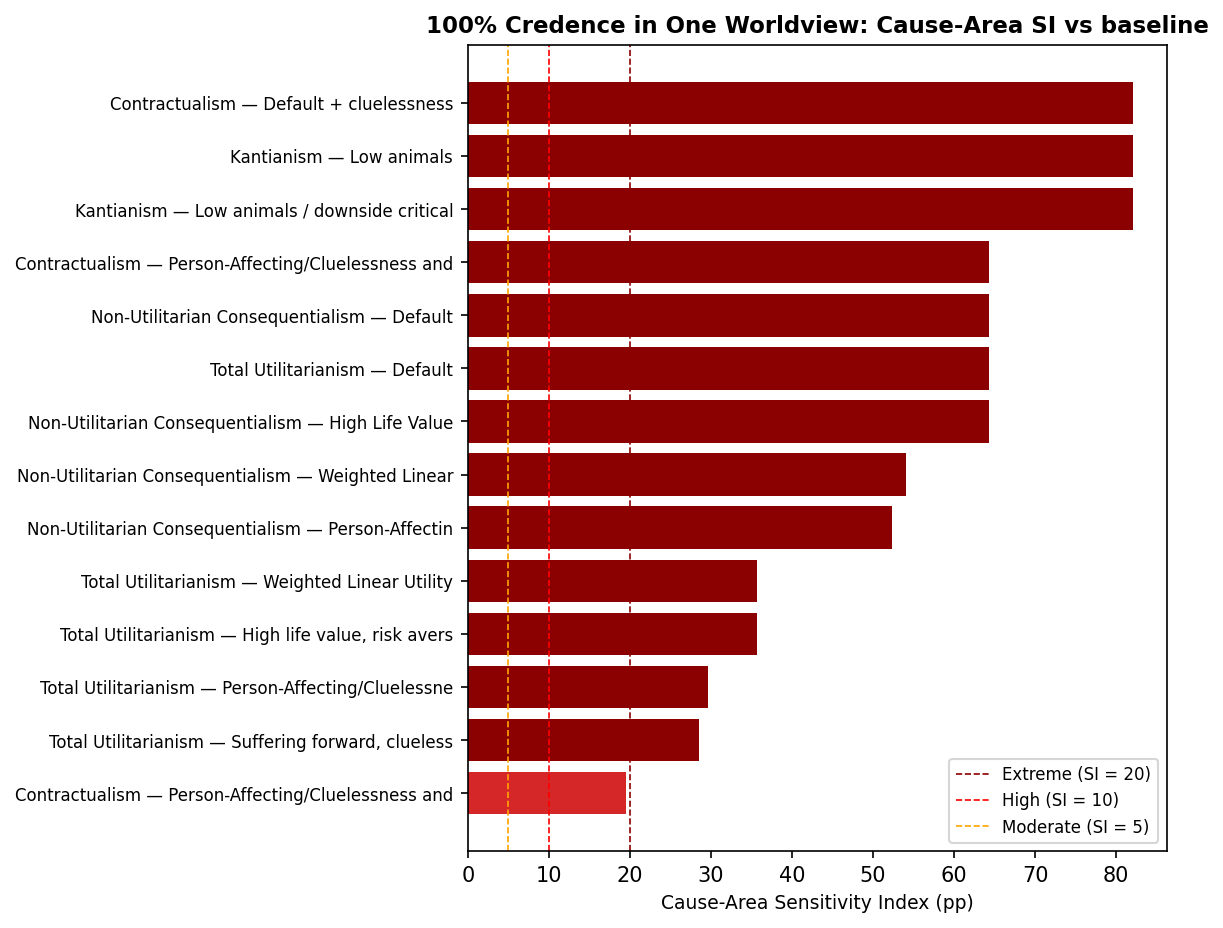 100% Credence in One Worldview: Cause-Area SI vs baseline
Contractualism — Default + cluelessness
Kantianism — Low animals
Kantianism — Low animals / downside critical
Contractualism — Person-Affecting/Cluelessness and
Non-Utilitarian Consequentialism — Default
Total Utilitarianism — Default
Non-Utilitarian Consequentialism — High Life Value
Non-Utilitarian Consequentialism — Weighted Linear
Non-Utilitarian Consequentialism — Person-Affectin
Total Utilitarianism — Weighted Linear Utility
Total Utilitarianism — High life value, risk avers
Total Utilitarianism — Person-Affecting/Cluelessne
Total Utilitarianism — Suffering forward, clueless
Contractualism — Person-Affecting/Cluelessness and
Extreme (SI = 20)
High (SI = 10)
Moderate (SI = 5)
0 10 20 30 40 50 60 70 80
Cause-Area Sensitivity Index (pp)